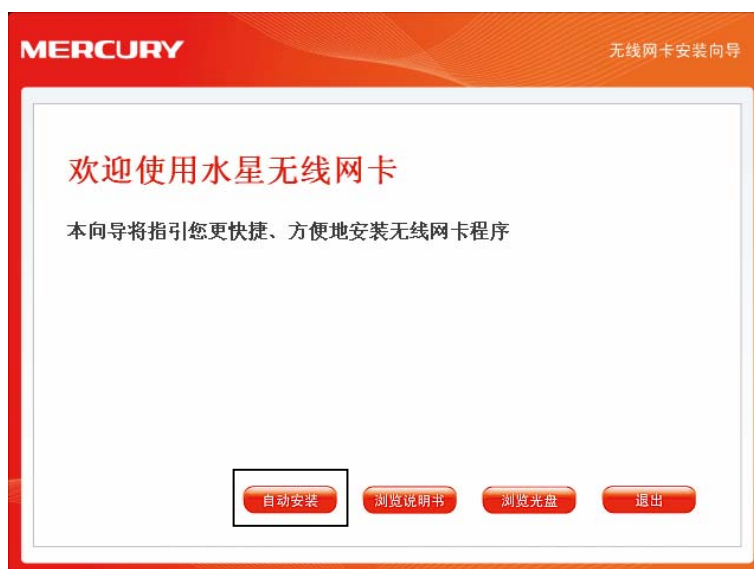 MERCURY
无线网卡安装向导
欢迎使用水星无线网卡
本向导将指引您更快捷、方便地安装无线网卡程序
自动安装 浏览说明书 浏览光盘 退出